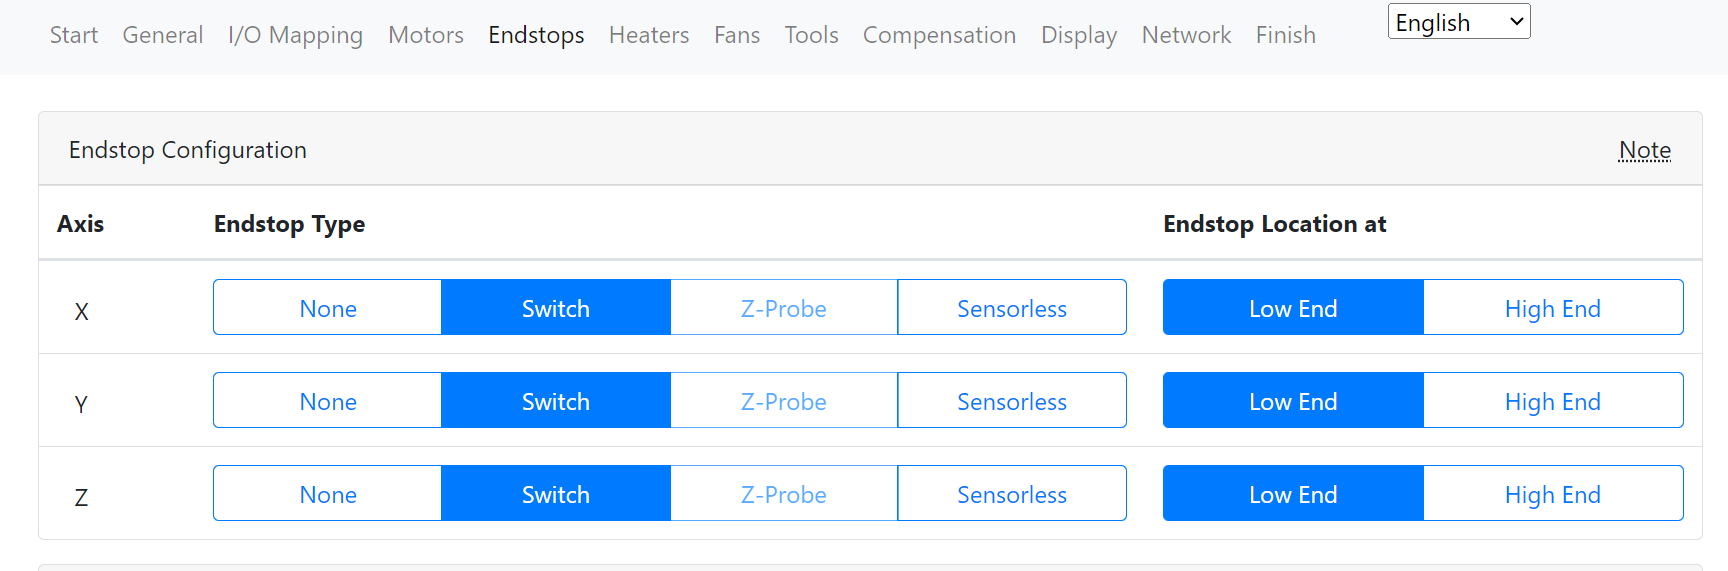 Start General I/O Mapping Motors Endstops Heaters Fans Tools Compensation Display Network Finish English
Endstop Configuration Note
Axis Endstop Type Endstop Location at
X None Switch Z-Probe Sensorless Low End High End
Y None Switch Z-Probe Sensorless Low End High End
Z None Switch Z-Probe Sensorless Low End High End